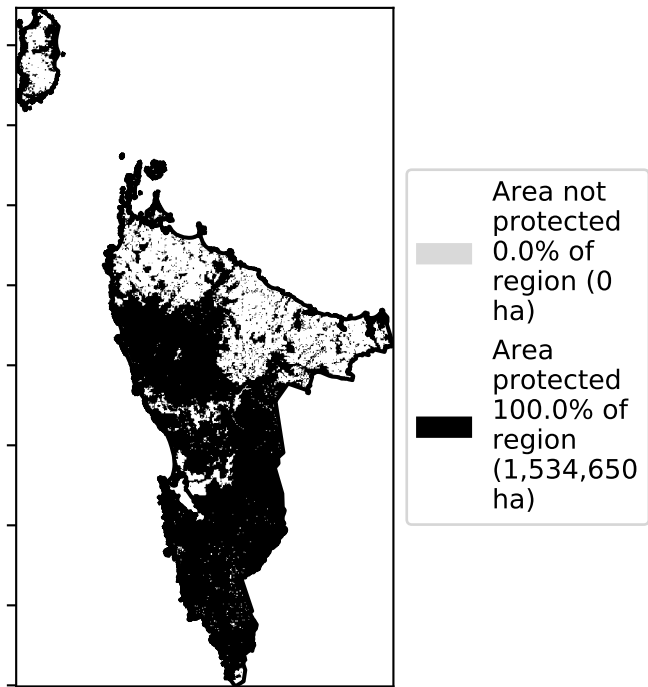 Area not
protected
0.0% of
region (0
ha)
Area
protected
100.0% of
region
(1,534,650
ha)